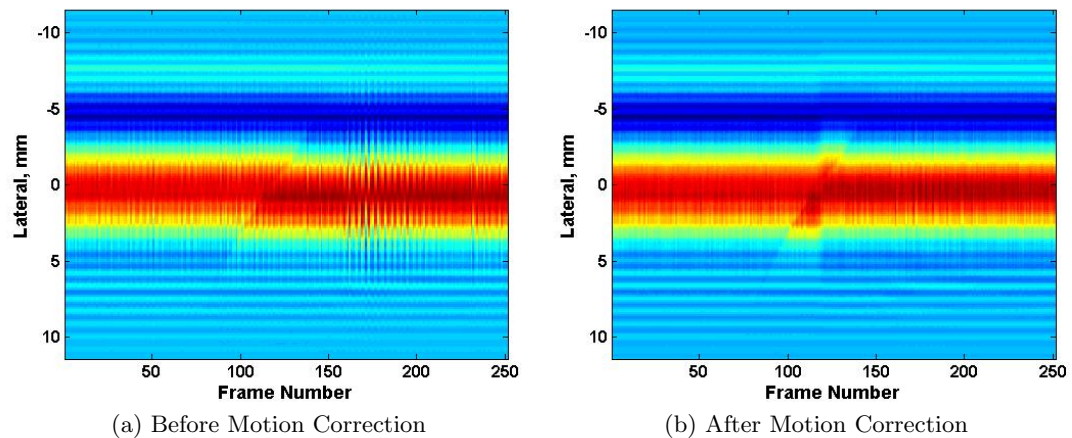 -10
-5
0
5
10
Lateral, mm
50 100 150 200 250
Frame Number
(a) Before Motion Correction
-10
-5
0
5
10
Lateral, mm
50 100 150 200 250
Frame Number
(b) After Motion Correction